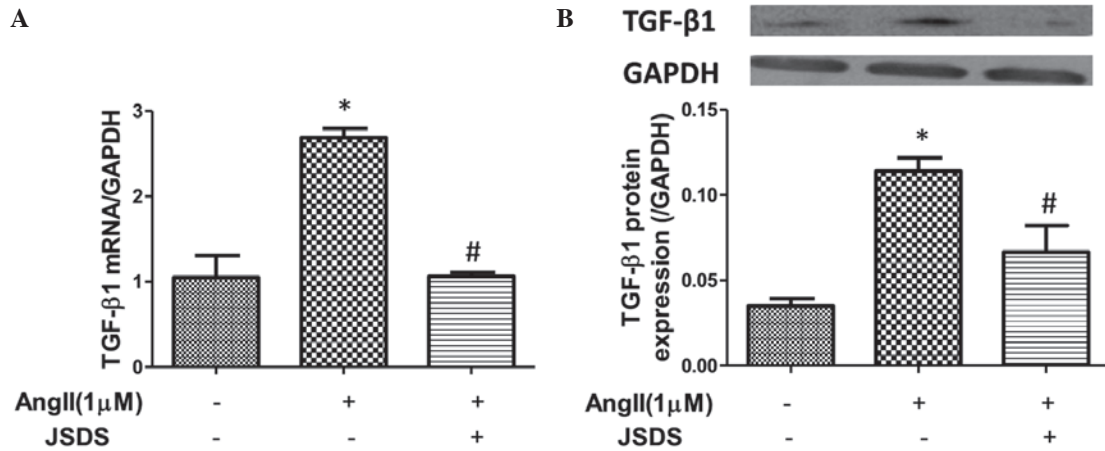 A
TGF-β1 mRNA/GAPDH
3
2
1
0
*
#
AngII(1μM) - + +
JSDS - - +
B
TGF-β1
GAPDH
TGF-β1 protein
expression (/GAPDH)
0.15
0.10
0.05
0.00
*
#
AngII(1μM) - + +
JSDS - - +